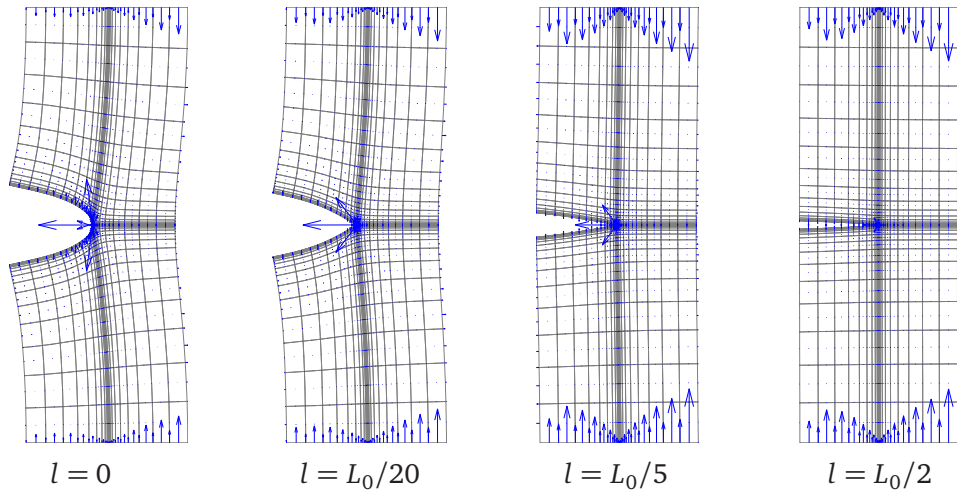 l = 0    l = L₀/20    l = L₀/5    l = L₀/2